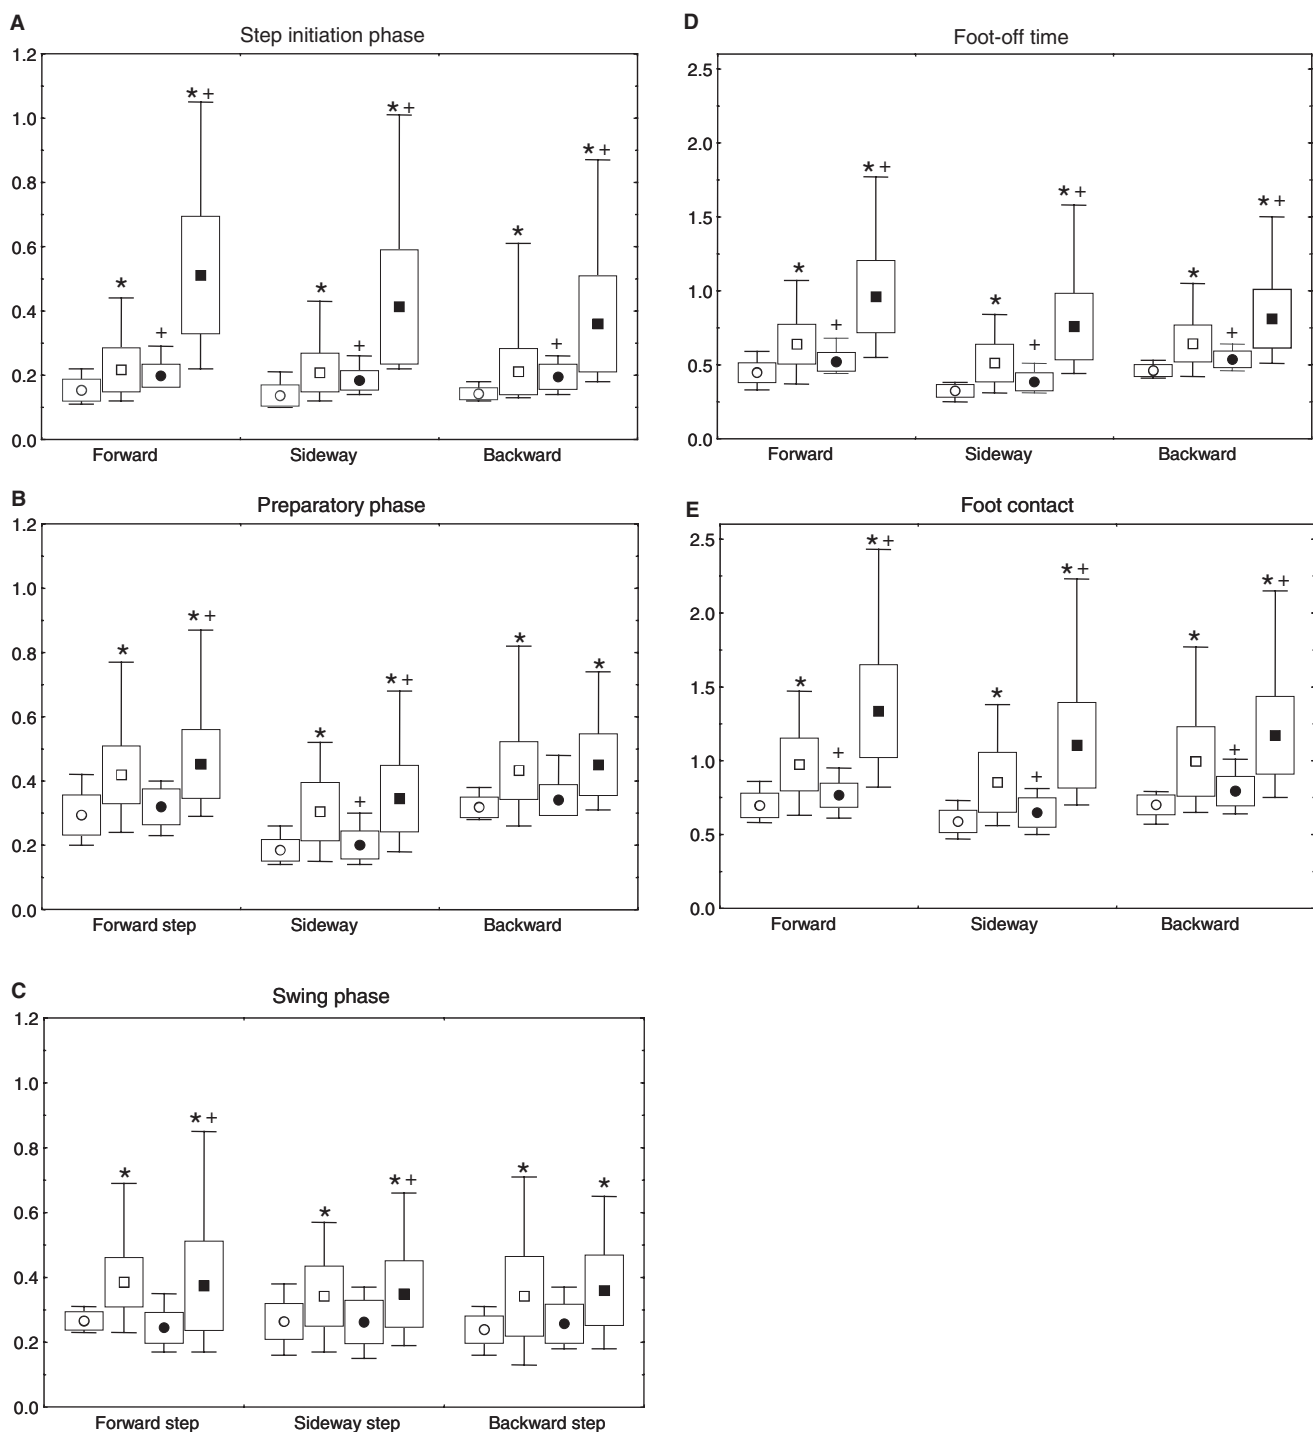 A
Step initiation phase
1.2
1.0
0.8
0.6
0.4
0.2
0.0
* + * + * +
* * *
+ + +
Forward Sideway Backward
B
Preparatory phase
1.2
1.0
0.8
0.6
0.4
0.2
0.0
* * + * * + * *
+
Forward step Sideway Backward
C
Swing phase
1.2
1.0
0.8
0.6
0.4
0.2
0.0
* * + * * + * *
Forward step Sideway step Backward step
D
Foot-off time
2.5
2.0
1.5
1.0
0.5
0.0
* + * + * +
* * *
+ + +
Forward Sideway Backward
E
Foot contact
2.5
2.0
1.5
1.0
0.5
0.0
* + * + * +
* * *
+ + +
Forward Sideway Backward